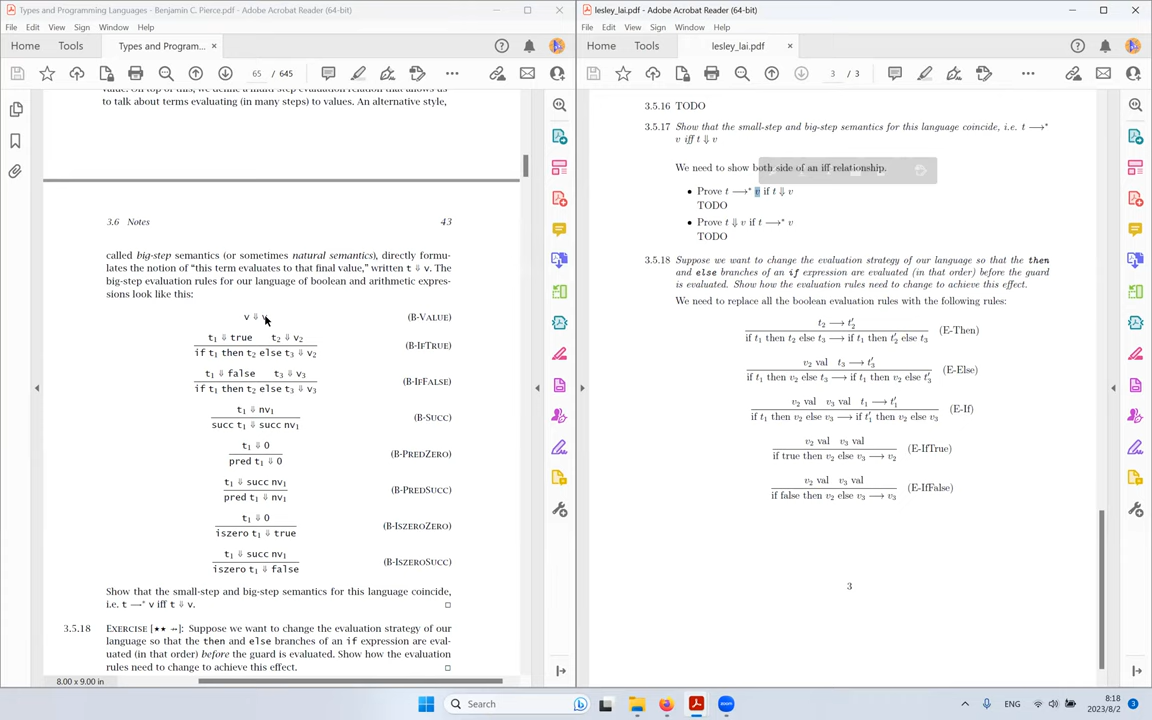 Types and Programming Languages - Benjamin C. Pierce.pdf - Adobe Acrobat Reader (64-bit)
File Edit View Sign Window Help
Home Tools Types and Program... ×
65 / 645
value. On top of this, we define a multi-step evaluation relation that allows us
to talk about terms evaluating (in many steps) to values. An alternative style,
3.6 Notes 43
called big-step semantics (or sometimes natural semantics), directly formu-
lates the notion of “this term evaluates to that final value,” written t ⇓ v. The
big-step evaluation rules for our language of boolean and arithmetic expres-
sions look like this:
v ⇓ v (B-VALUE)
t₁ ⇓ true t₂ ⇓ v₂
if t₁ then t₂ else t₃ ⇓ v₂ (B-IFTRUE)
t₁ ⇓ false t₃ ⇓ v₃
if t₁ then t₂ else t₃ ⇓ v₃ (B-IFFALSE)
t₁ ⇓ nv₁
succ t₁ ⇓ succ nv₁ (B-SUCC)
t₁ ⇓ 0
pred t₁ ⇓ 0 (B-PREDZERO)
t₁ ⇓ succ nv₁
pred t₁ ⇓ nv₁ (B-PREDSUCC)
t₁ ⇓ 0
iszero t₁ ⇓ true (B-ISZEROZERO)
t₁ ⇓ succ nv₁
iszero t₁ ⇓ false (B-ISZEROSUCC)
Show that the small-step and big-step semantics for this language coincide,
i.e. t →* v iff t ⇓ v. □
3.5.18 EXERCISE [★★ ↛]: Suppose we want to change the evaluation strategy of our
language so that the then and else branches of an if expression are eval-
uated (in that order) before the guard is evaluated. Show how the evaluation
rules need to change to achieve this effect. □
8.00 x 9.00 in
lesley_lai.pdf - Adobe Acrobat Reader (64-bit)
File Edit View Sign Window Help
Home Tools lesley_lai.pdf ×
3 / 3
3.5.16 TODO
3.5.17 Show that the small-step and big-step semantics for this language coincide, i.e. t ⟶*
v iff t ⇓ v
We need to show both side of an iff relationship.
• Prove t ⟶* v if t ⇓ v
TODO
• Prove t ⇓ v if t ⟶* v
TODO
3.5.18 Suppose we want to change the evaluation strategy of our language so that the then
and else branches of an if expression are evaluated (in that order) before the guard
is evaluated. Show how the evaluation rules need to change to achieve this effect.
We need to replace all the boolean evaluation rules with the following rules:
t₂ → t₂′
if t₁ then t₂ else t₃ ⟶ if t₁ then t₂′ else t₃ (E-Then)
v₂ val t₃ ⟶ t₃′
if t₁ then v₂ else t₃ ⟶ if t₁ then v₂ else t₃′ (E-Else)
v₂ val v₃ val t₁ ⟶ t₁′
if t₁ then v₂ else v₃ ⟶ if t₁′ then v₂ else v₃ (E-If)
v₂ val v₃ val
if true then v₂ else v₃ ⟶ v₂ (E-IfTrue)
v₂ val v₃ val
if false then v₂ else v₃ ⟶ v₃ (E-IfFalse)
3
Search
ENG
8:18
2023/8/2
3
zoom